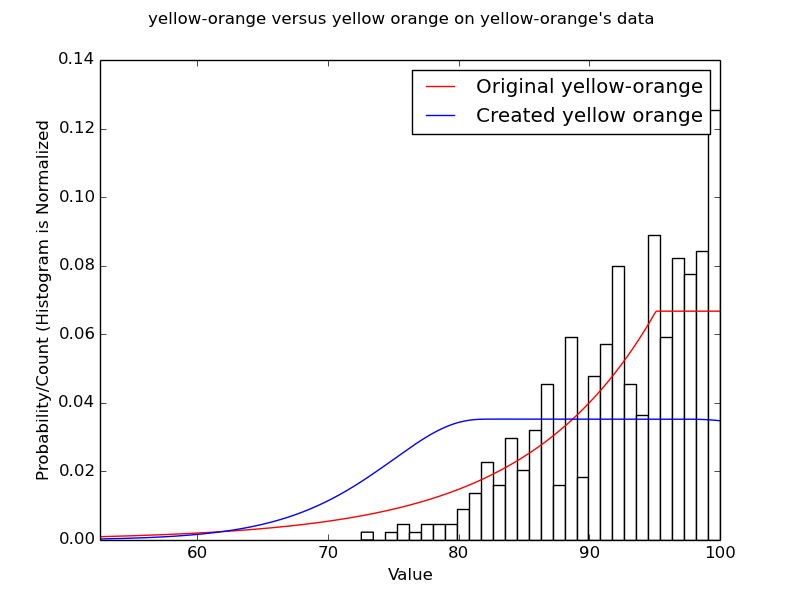 yellow-orange versus yellow orange on yellow-orange's data
Original yellow-orange
Created yellow orange
0.14
0.12
0.10
0.08
0.06
0.04
0.02
0.00
Probability/Count (Histogram is Normalized
60
70
80
90
100
Value